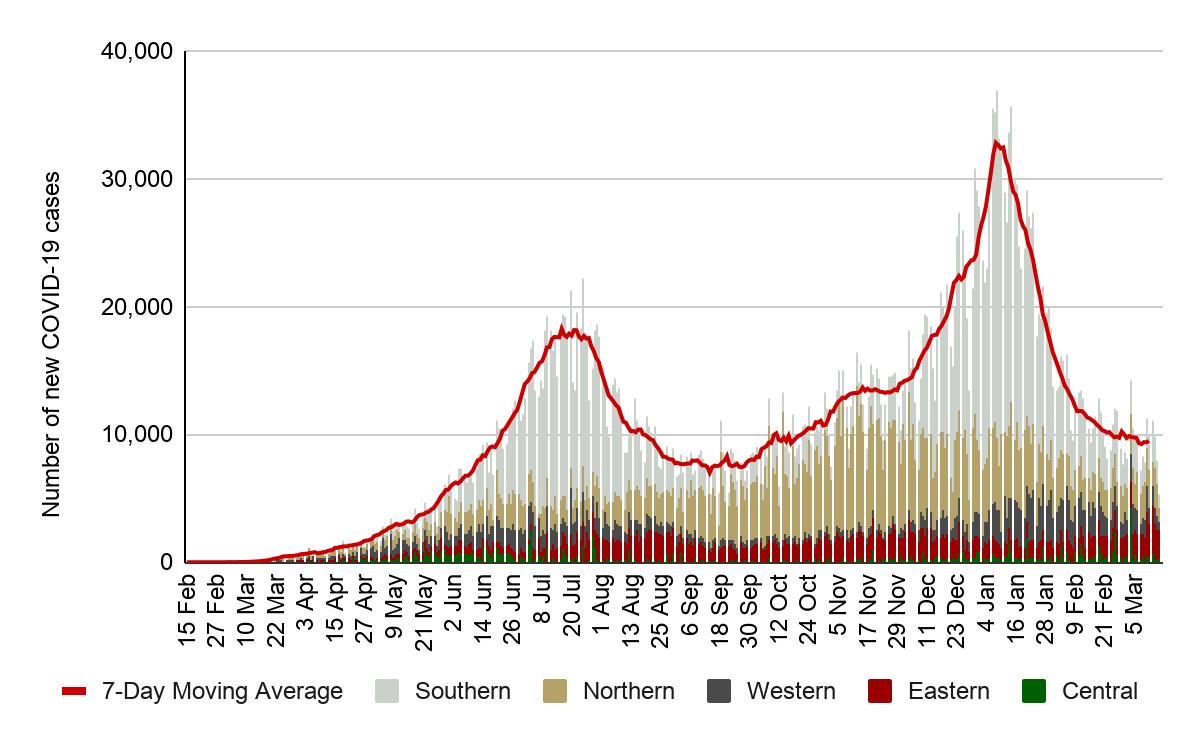 Number of new COVID-19 cases
40,000
30,000
20,000
10,000
0
15 Feb
27 Feb
10 Mar
22 Mar
3 Apr
15 Apr
27 Apr
9 May
21 May
2 Jun
14 Jun
26 Jun
8 Jul
20 Jul
1 Aug
13 Aug
25 Aug
6 Sep
18 Sep
30 Sep
12 Oct
24 Oct
5 Nov
17 Nov
29 Nov
11 Dec
23 Dec
4 Jan
16 Jan
28 Jan
9 Feb
21 Feb
5 Mar
7-Day Moving Average
Southern
Northern
Western
Eastern
Central